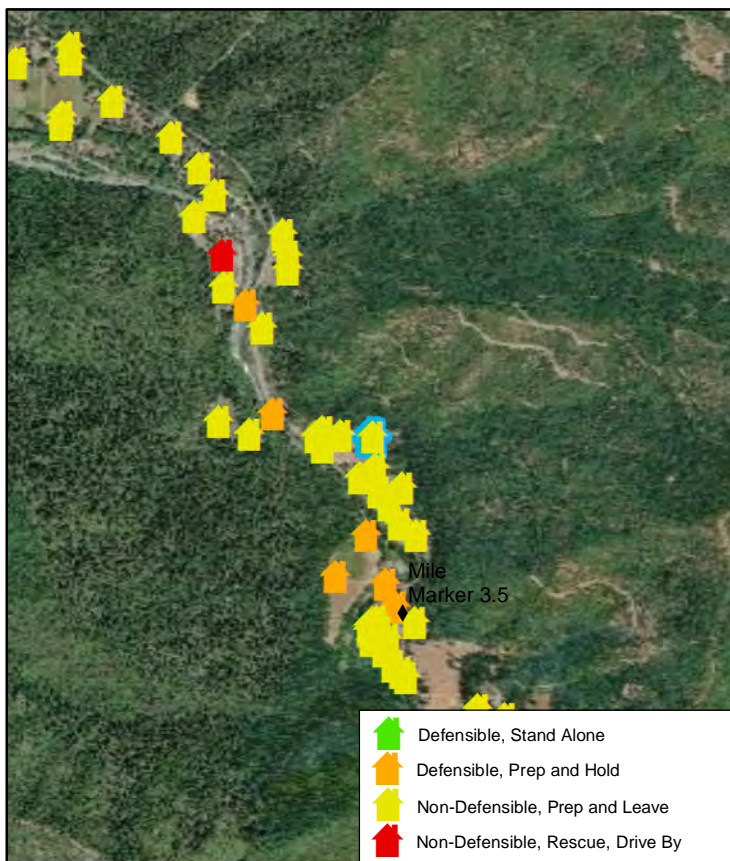 Mile
Marker 3.5
Defensible, Stand Alone
Defensible, Prep and Hold
Non-Defensible, Prep and Leave
Non-Defensible, Rescue, Drive By